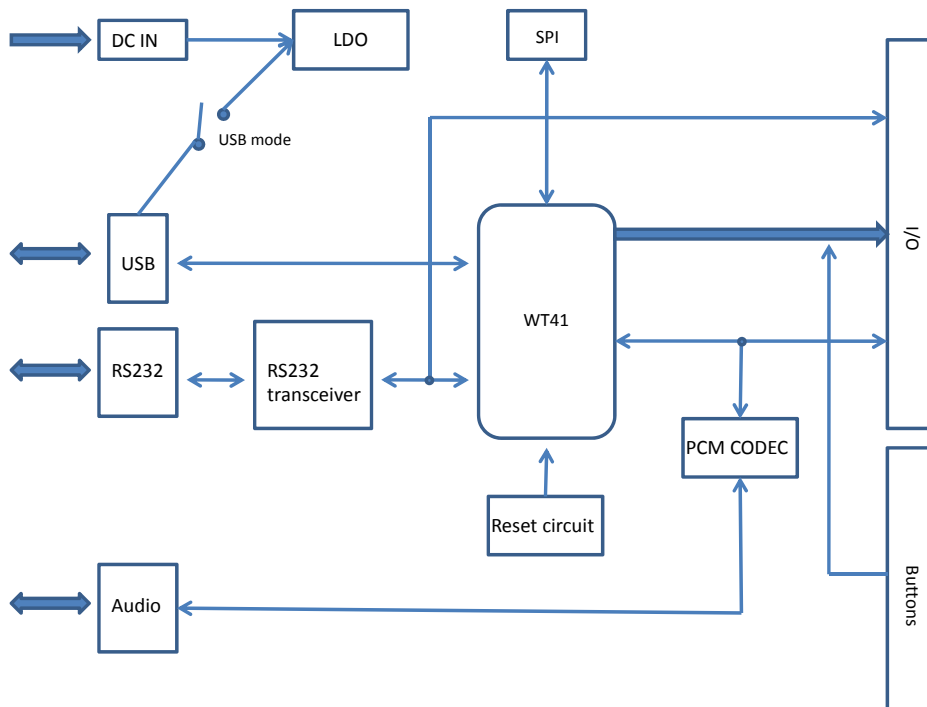 DC IN
LDO
SPI
USB mode
USB
I/O
WT41
RS232
RS232
transceiver
PCM CODEC
Reset circuit
Buttons
Audio